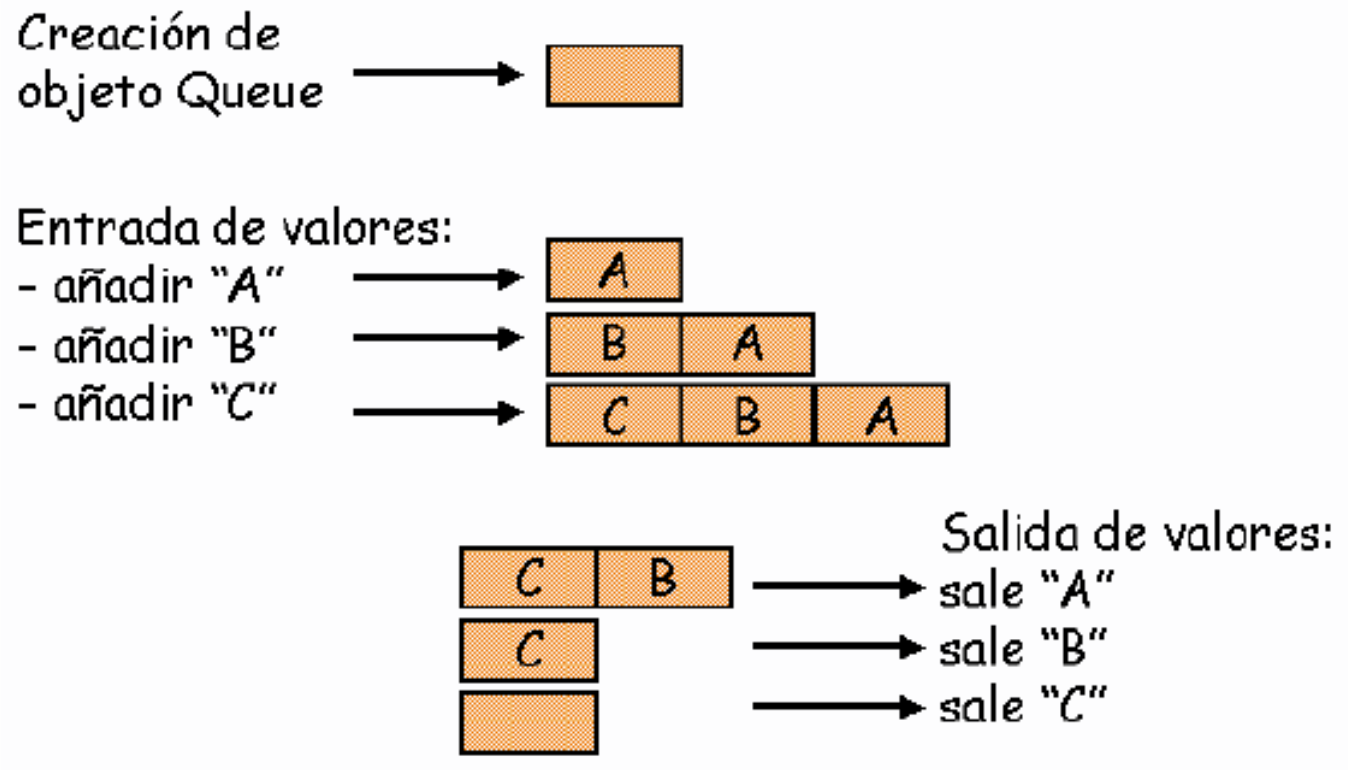 Creación de
objeto Queue
Entrada de valores:
- añadir “A”
- añadir “B”
- añadir “C”
A
B A
C B A
Salida de valores:
C B
sale “A”
C
sale “B”
sale “C”